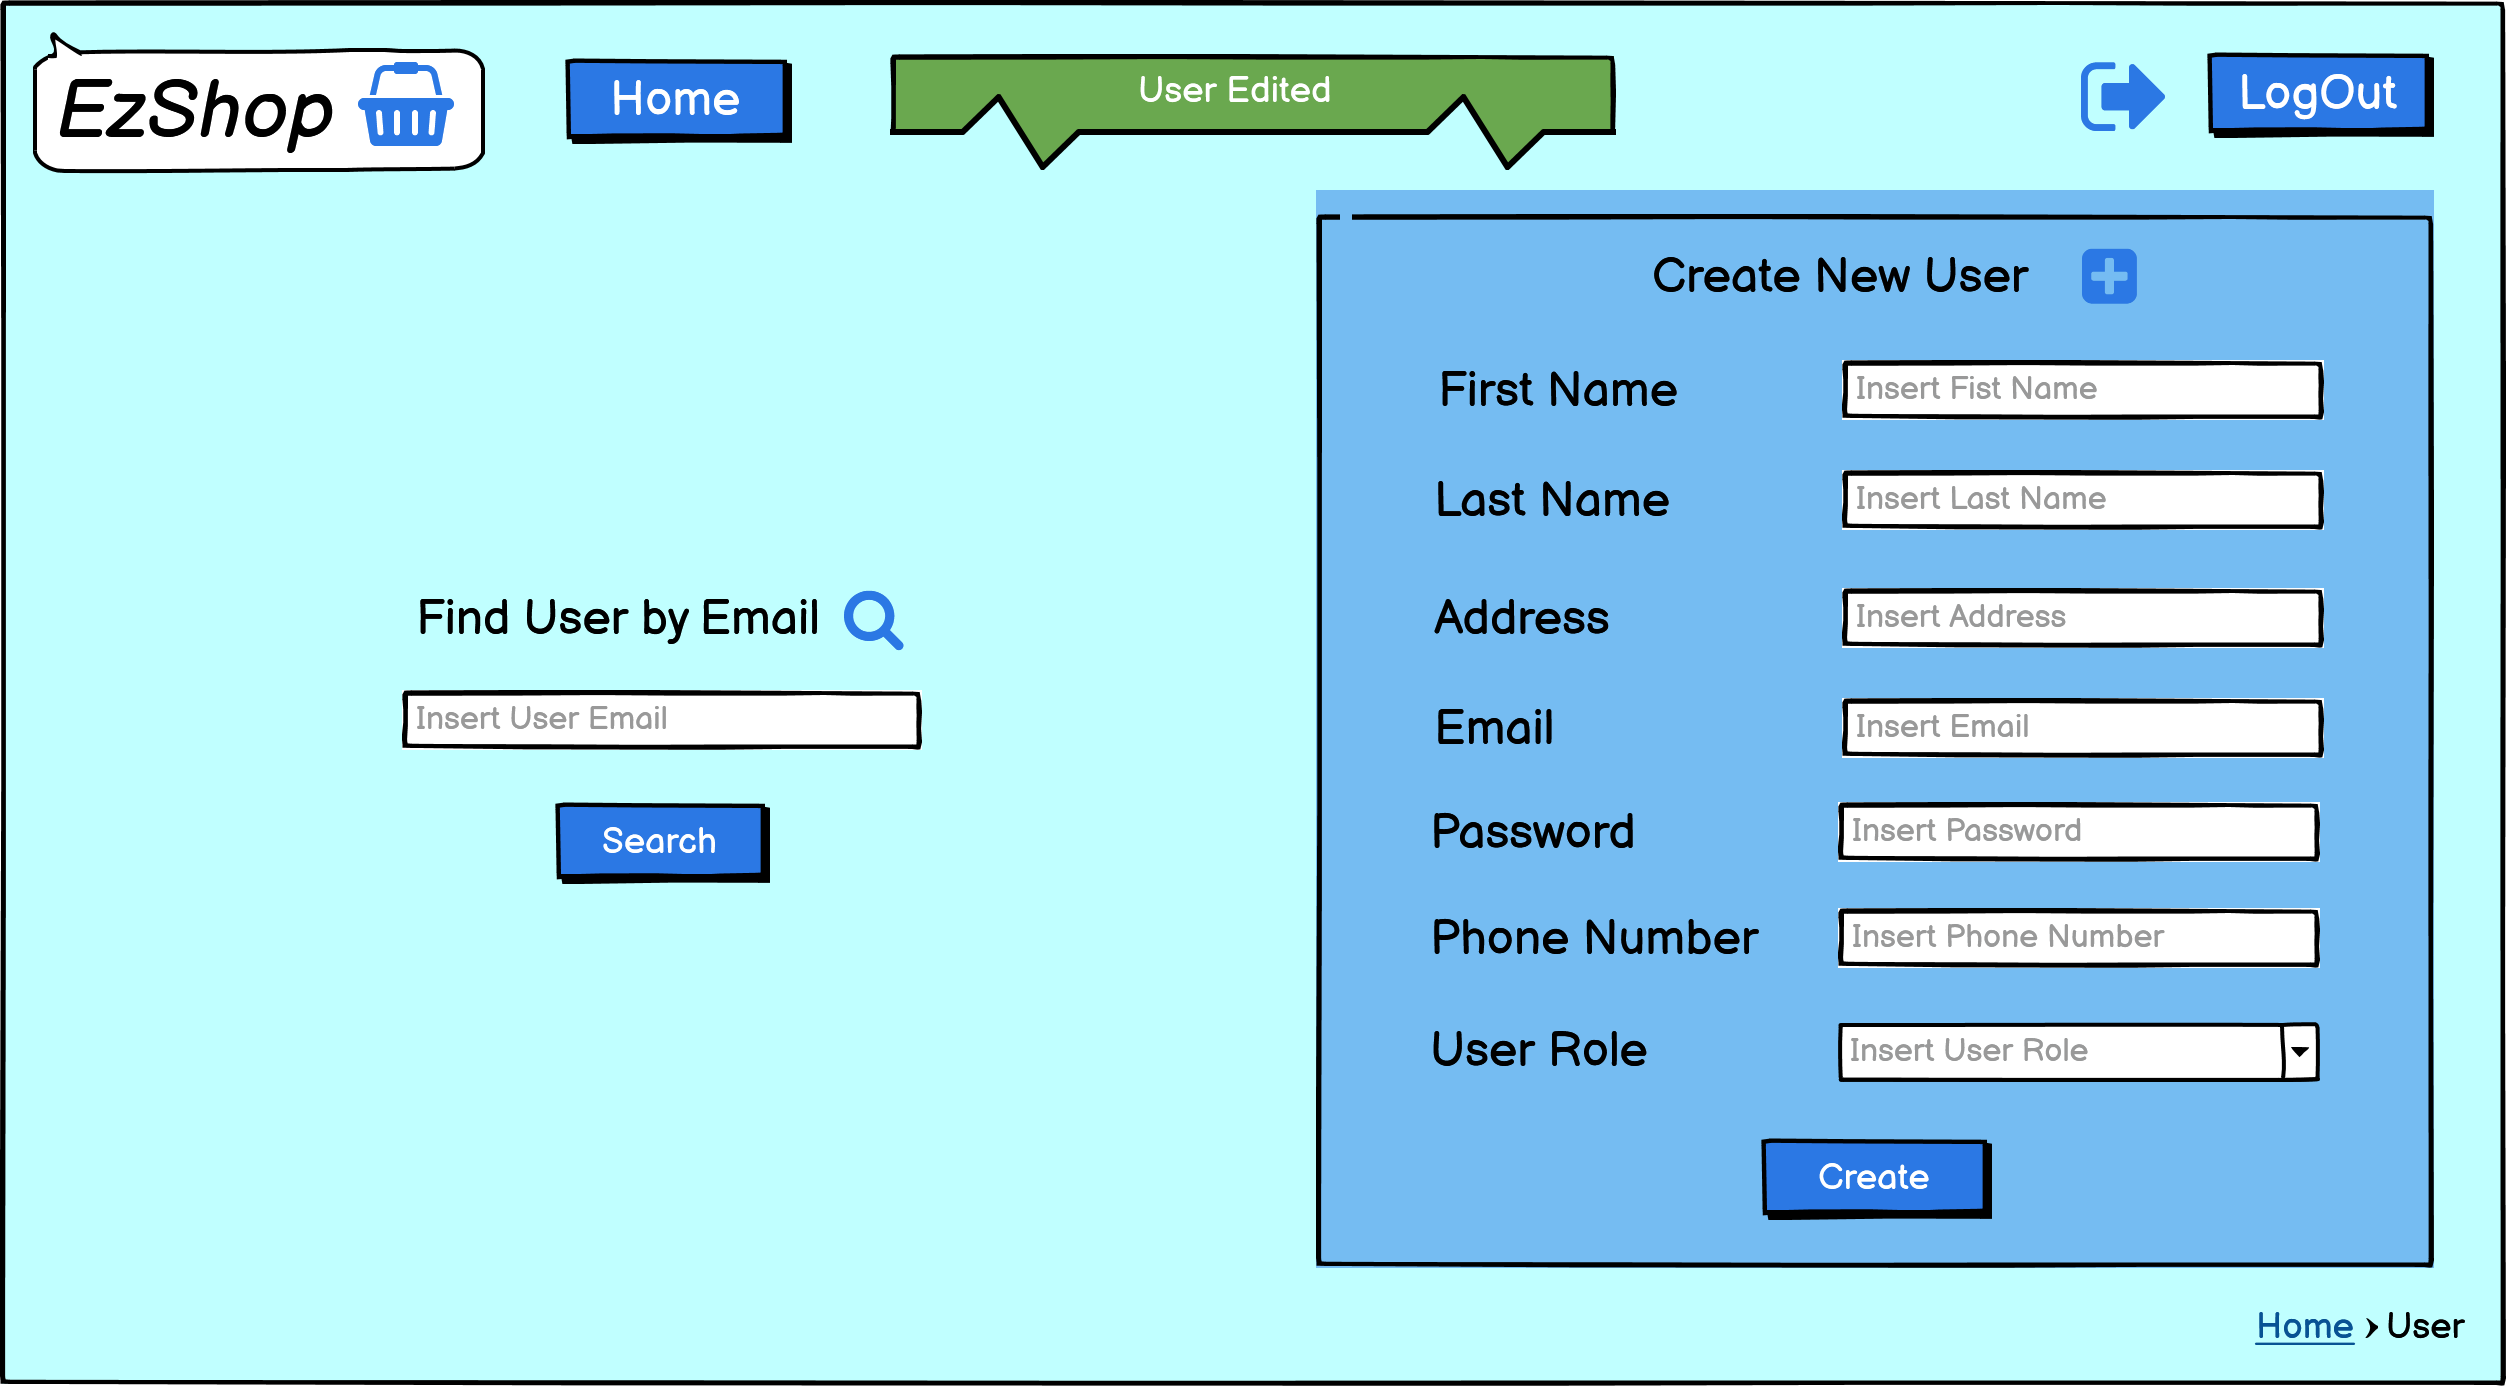 EzShop
Home
User Edited
LogOut
Find User by Email
Insert User Email
Search
Create New User
First Name
Insert Fist Name
Last Name
Insert Last Name
Address
Insert Address
Email
Insert Email
Password
Insert Password
Phone Number
Insert Phone Number
User Role
Insert User Role
Create
Home › User